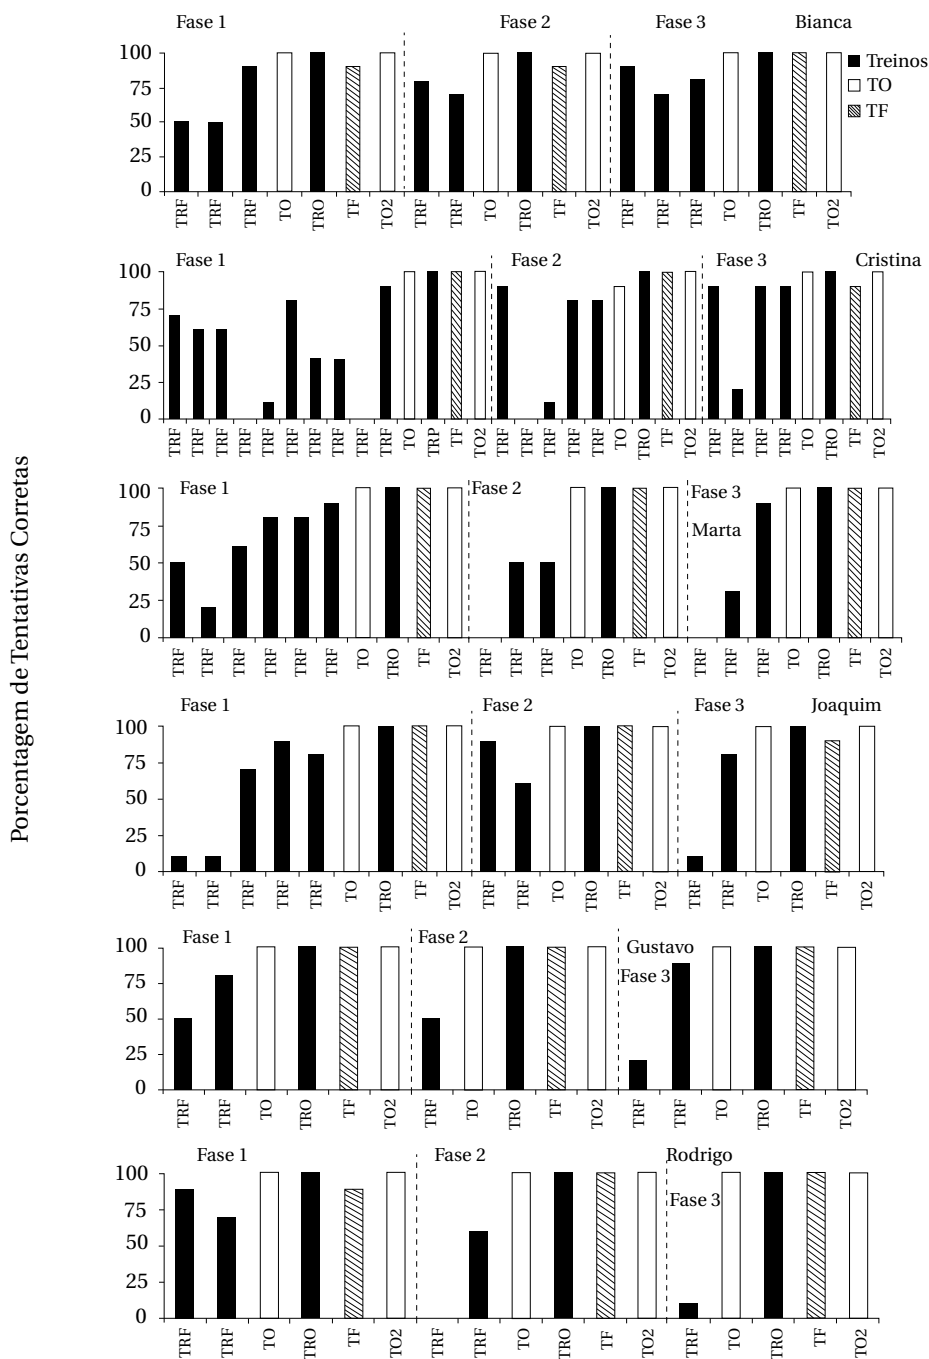 Porcentagem de Tentativas Corretas
Fase 1 Fase 2 Fase 3 Bianca
100
75
50
25
0
Treinos
TO
TF
TRF TRF TRF TO TRO TF TO2 TRF TRF TO TRO TF TO2 TRF TRF TRF TO TRO TF TO2
Fase 1 Fase 2 Fase 3 Cristina
100
75
50
25
0
TRF TRF TRF TRF TRF TRF TRF TRF TRF TRF TO TRP TF TO2 TRF TRF TRF TRF TRF TO TRO TF TO2 TRF TRF TRF TRF TO TRO TF TO2
Fase 1 Fase 2 Fase 3
Marta
100
75
50
25
0
TRF TRF TRF TRF TRF TRF TO TRO TF TO2 TRF TRF TRF TO TRO TF TO2 TRF TRF TRF TO TRO TF TO2
Fase 1 Fase 2 Fase 3 Joaquim
100
75
50
25
0
TRF TRF TRF TRF TRF TO TRO TF TO2 TRF TRF TO TRO TF TO2 TRF TRF TO TRO TF TO2
Fase 1 Fase 2 Gustavo
Fase 3
100
75
50
25
0
TRF TRF TO TRO TF TO2 TRF TO TRO TF TO2 TRF TRF TO TRO TF TO2
Fase 1 Fase 2 Rodrigo
Fase 3
100
75
50
25
0
TRF TRF TO TRO TF TO2 TRF TRF TO TRO TF TO2 TRF TO TRO TF TO2